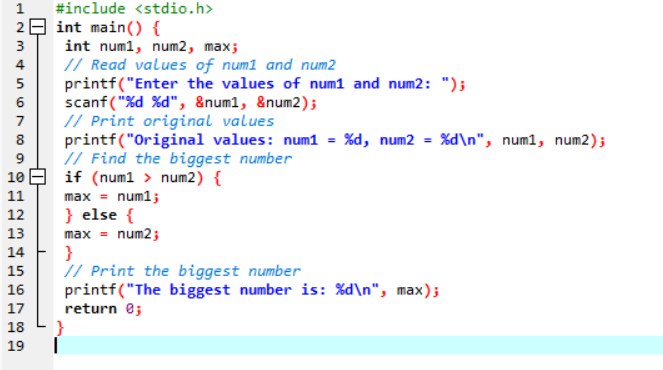 1 #include <stdio.h>
2 int main() {
3 int num1, num2, max;
4 // Read values of num1 and num2
5 printf("Enter the values of num1 and num2: ");
6 scanf("%d %d", &num1, &num2);
7 // Print original values
8 printf("Original values: num1 = %d, num2 = %d\n", num1, num2);
9 // Find the biggest number
10 if (num1 > num2) {
11 max = num1;
12 } else {
13 max = num2;
14 }
15 // Print the biggest number
16 printf("The biggest number is: %d\n", max);
17 return 0;
18 }
19